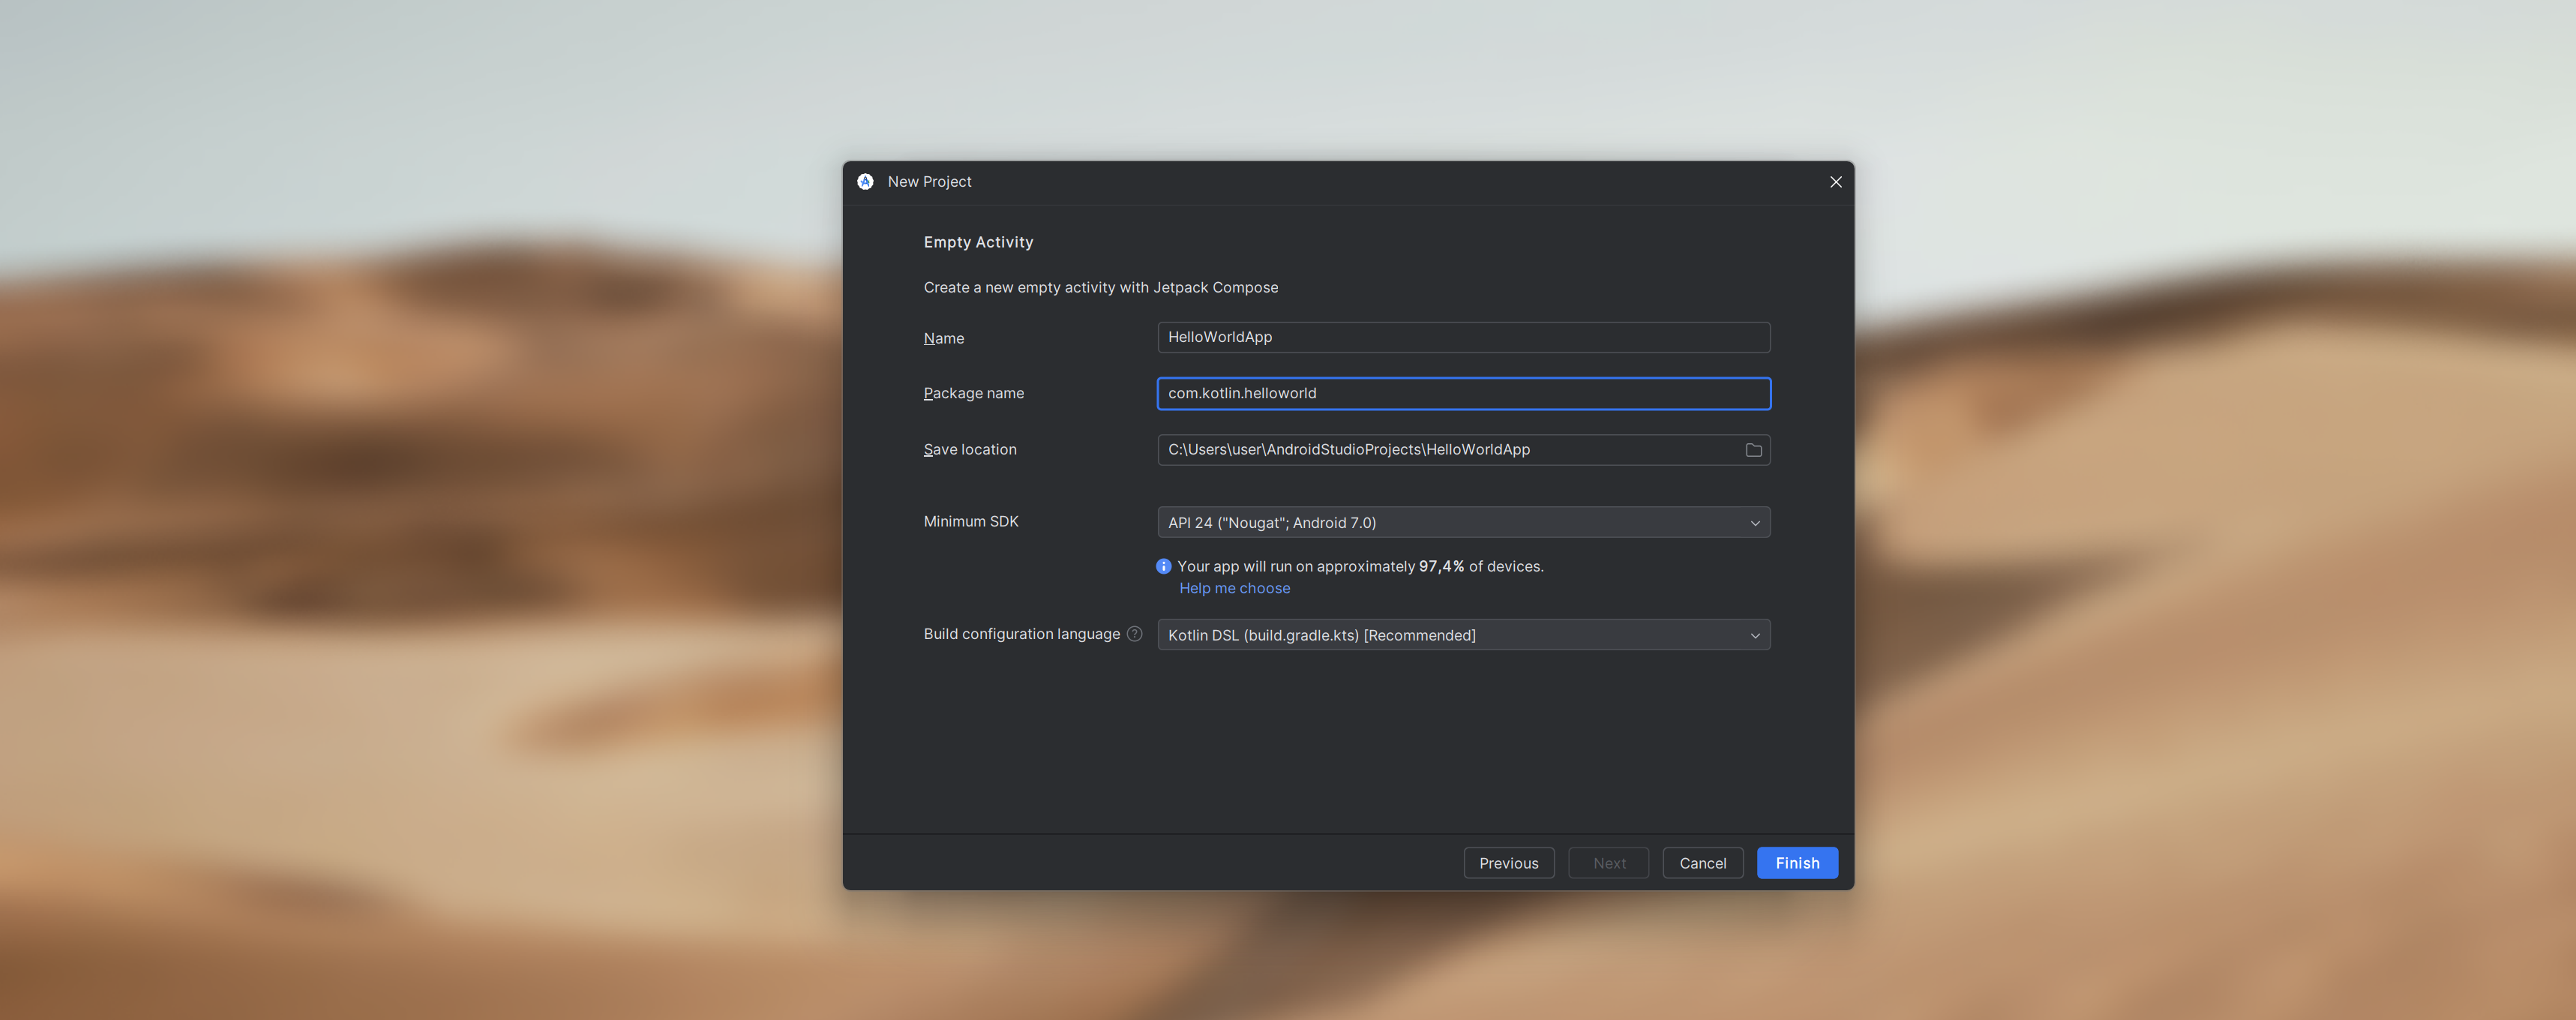 New Project
Empty Activity
Create a new empty activity with Jetpack Compose
Name
HelloWorldApp
Package name
com.kotlin.helloworld
Save location
C:\Users\user\AndroidStudioProjects\HelloWorldApp
Minimum SDK
API 24 ("Nougat"; Android 7.0)
Your app will run on approximately 97,4% of devices.
Help me choose
Build configuration language ?
Kotlin DSL (build.gradle.kts) [Recommended]
Previous Next Cancel Finish